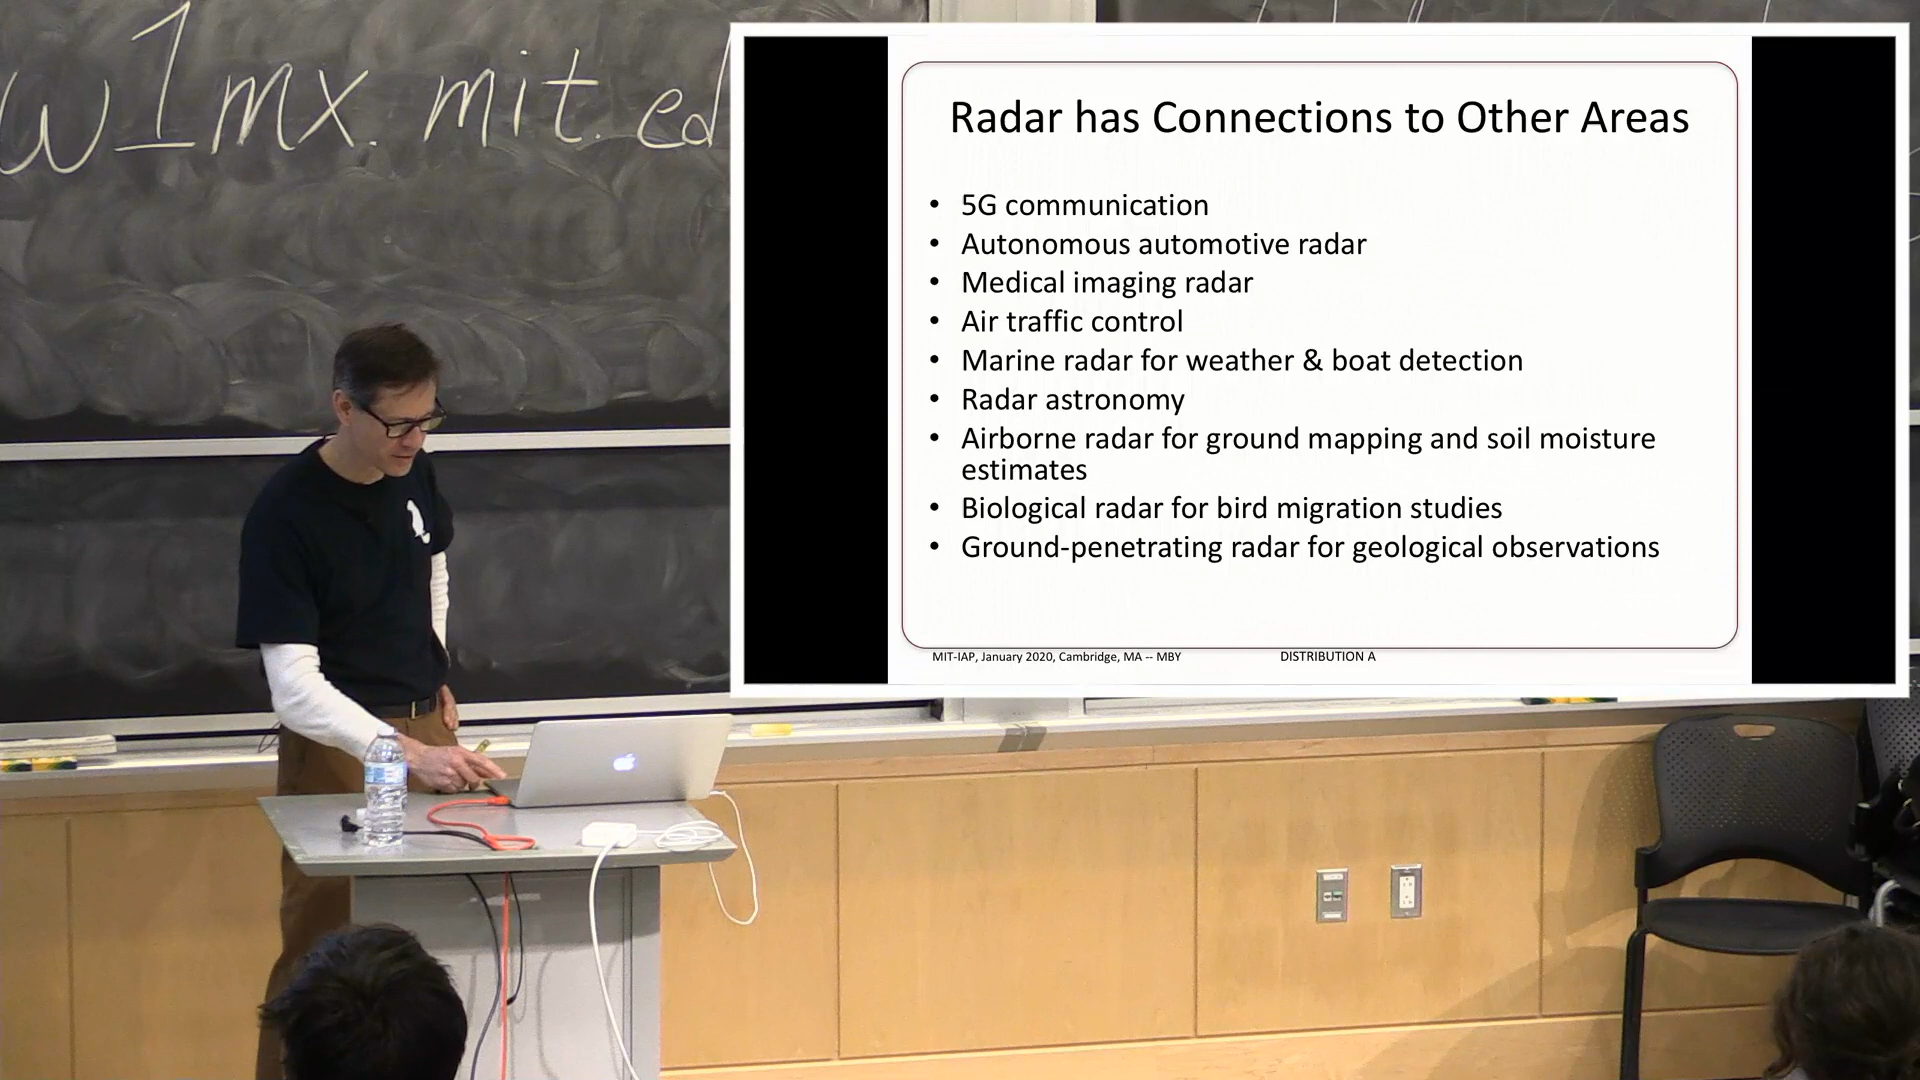 w1mx.mit.ed
Radar has Connections to Other Areas
• 5G communication
• Autonomous automotive radar
• Medical imaging radar
• Air traffic control
• Marine radar for weather & boat detection
• Radar astronomy
• Airborne radar for ground mapping and soil moisture
estimates
• Biological radar for bird migration studies
• Ground-penetrating radar for geological observations
MIT-IAP, January 2020, Cambridge, MA -- MBY
DISTRIBUTION A